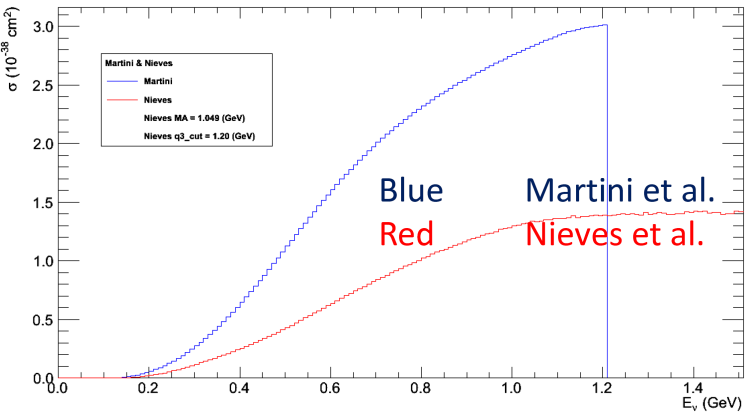 σ (10⁻³⁸ cm²)
3.0
2.5
2.0
1.5
1.0
0.5
0.0
Martini & Nieves
Martini
Nieves
Nieves MA = 1.049 (GeV)
Nieves q3_cut = 1.20 (GeV)
Blue Martini et al.
Red Nieves et al.
0.0 0.2 0.4 0.6 0.8 1.0 1.2 1.4
Eν (GeV)